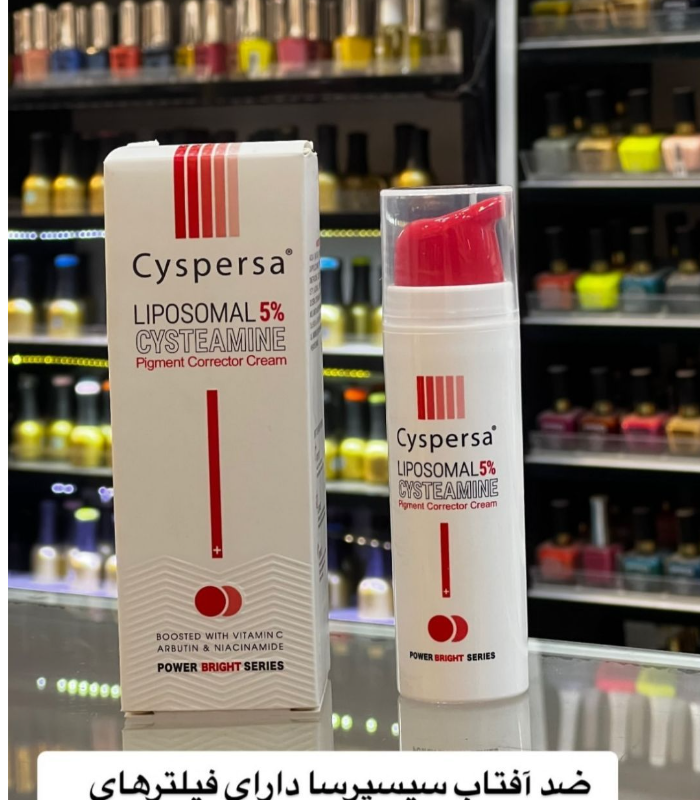 Cyspersa®
LIPOSOMAL 5%
CYSTEAMINE
Pigment Corrector Cream
BOOSTED WITH VITAMIN C
ARBUTIN & NIACINAMIDE
POWER BRIGHT SERIES
Cyspersa®
LIPOSOMAL 5%
CYSTEAMINE
Pigment Corrector Cream
POWER BRIGHT SERIES
ضد آفتاب سیسپرسا دارای فیلترهای